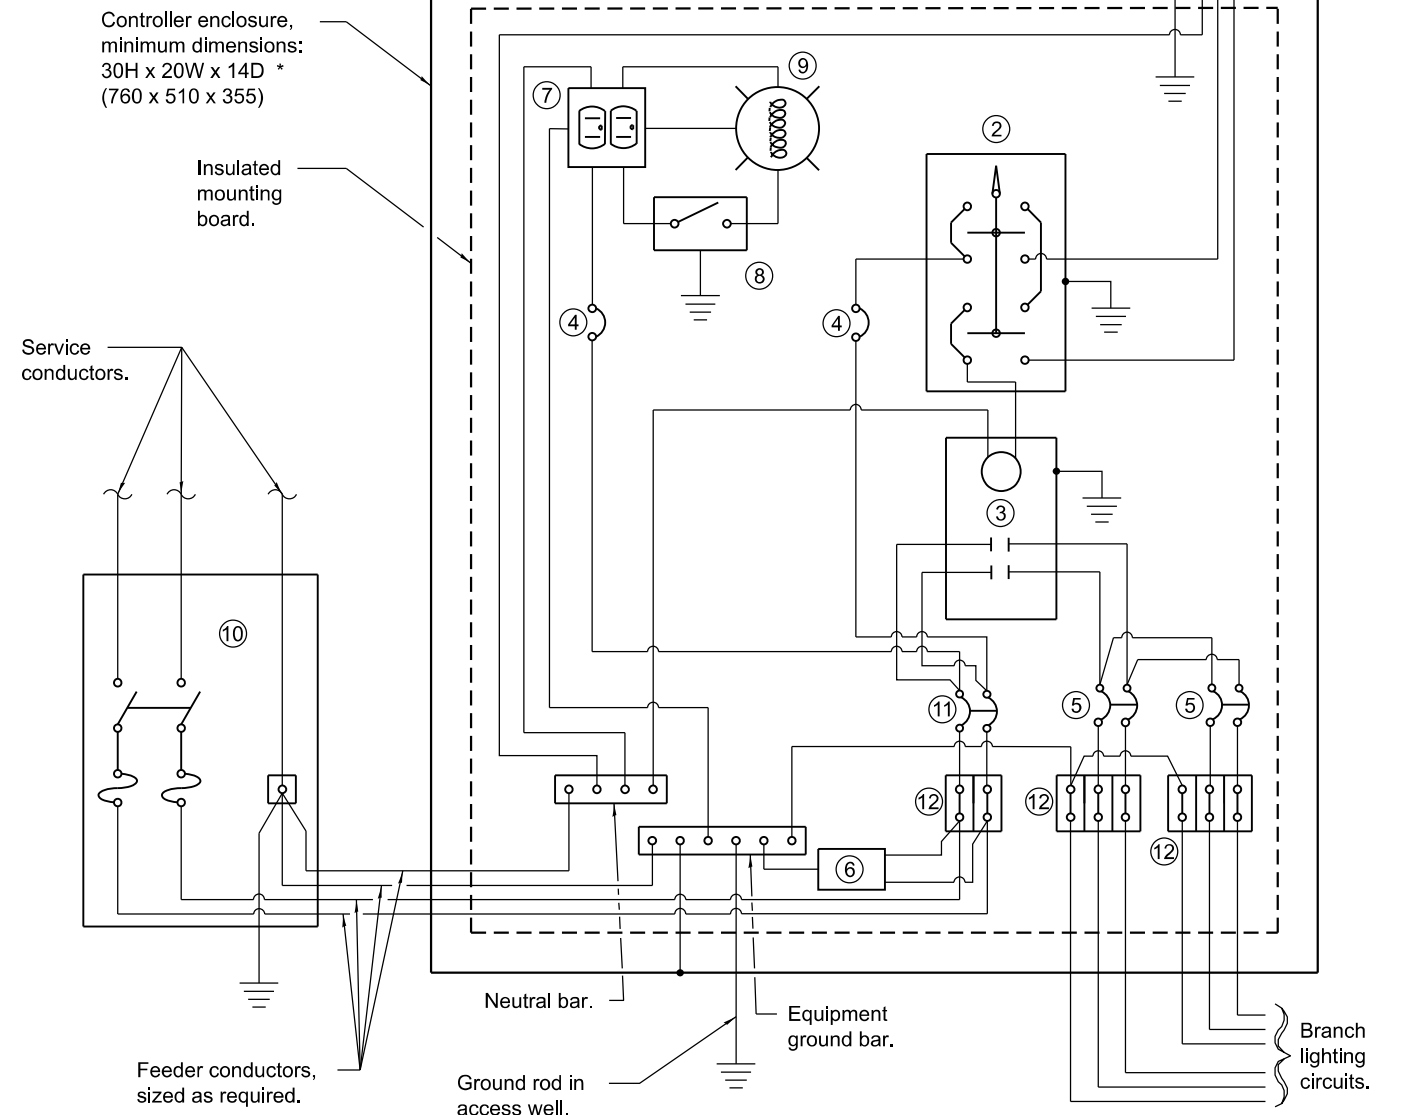 Controller enclosure,
minimum dimensions:
30H x 20W x 14D *
(760 x 510 x 355)
Insulated
mounting
board.
7
9
2
8
4
4
Service
conductors.
3
10
11
5
5
12
12
12
6
Neutral bar.
Equipment
ground bar.
Feeder conductors,
sized as required.
Ground rod in
access well.
Branch
lighting
circuits.